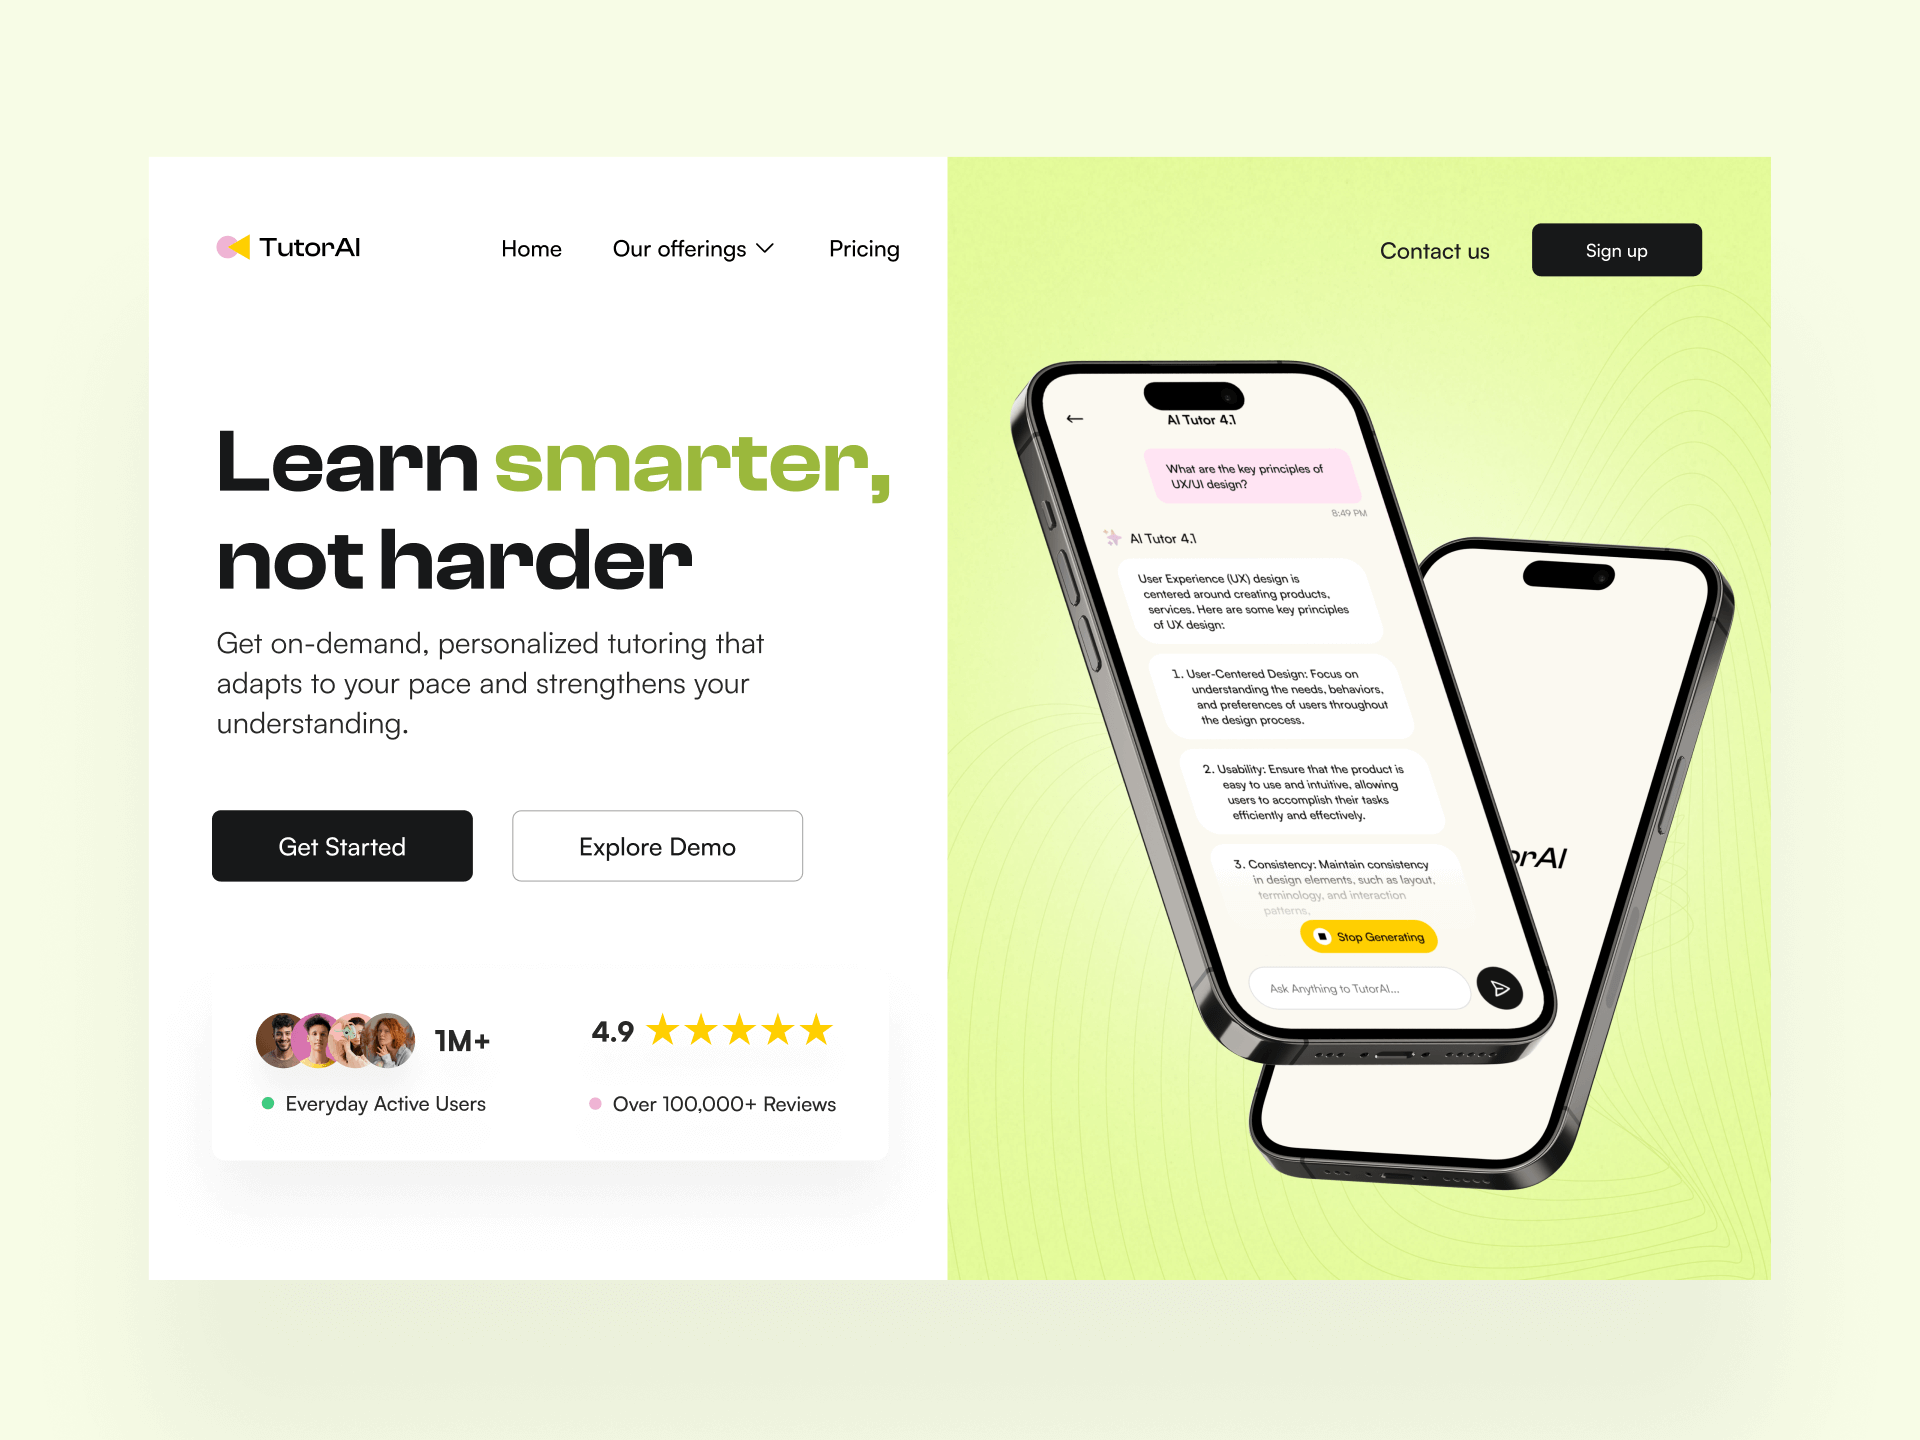 TutorAI
Home
Our offerings
Pricing
Contact us
Sign up
Learn smarter,
not harder
Get on-demand, personalized tutoring that
adapts to your pace and strengthens your
understanding.
Get Started
Explore Demo
1M+
Everyday Active Users
4.9
Over 100,000+ Reviews
AI Tutor 4.1
What are the key principles of
UX/UI design?
8:49 PM
AI Tutor 4.1
User Experience (UX) design is
centered around creating products,
services. Here are some key principles
of UX design:
1. User-Centered Design: Focus on
understanding the needs, behaviors,
and preferences of users throughout
the design process.
2. Usability: Ensure that the product is
easy to use and intuitive, allowing
users to accomplish their tasks
efficiently and effectively.
3. Consistency: Maintain consistency
in design elements, such as layout,
terminology, and interaction
patterns.
Stop Generating
Ask Anything to TutorAI...
orAI